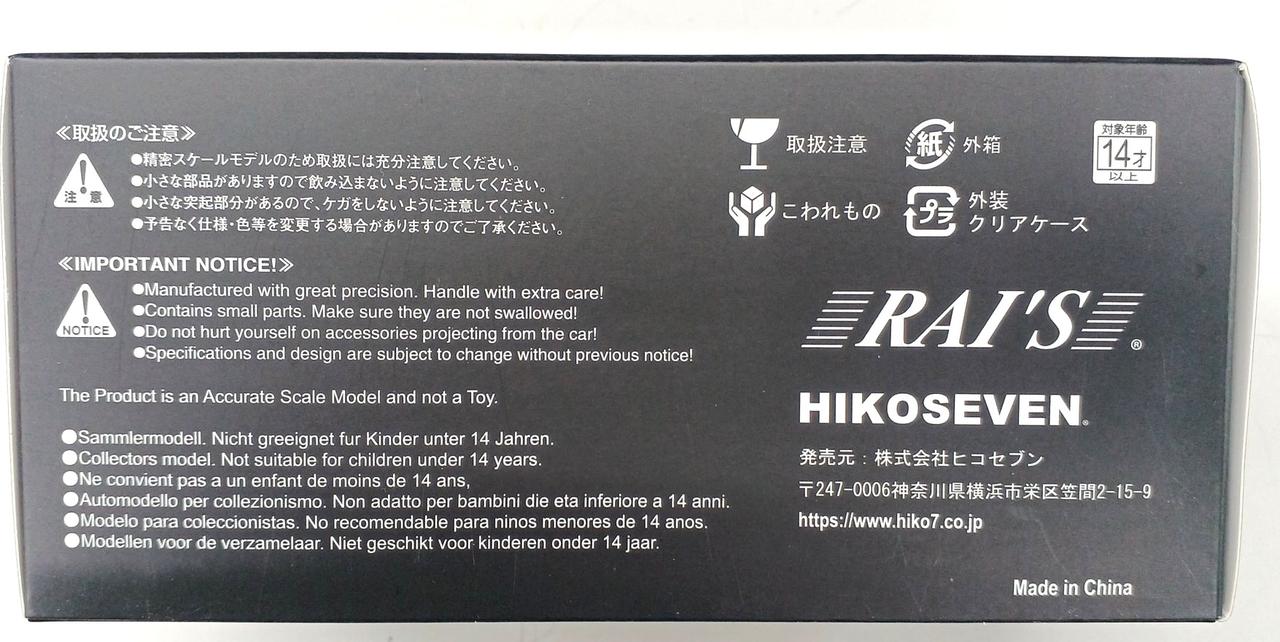 ≪取扱のご注意≫
注意
●精密スケールモデルのため取扱には充分注意してください。
●小さな部品がありますので飲み込まないように注意してください。
●小さな突起部分があるので、ケガをしないように注意してください。
●予告なく仕様・色等を変更する場合がありますのでご了承ください。
≪IMPORTANT NOTICE!≫
NOTICE
●Manufactured with great precision. Handle with extra care!
●Contains small parts. Make sure they are not swallowed!
●Do not hurt yourself on accessories projecting from the car!
●Specifications and design are subject to change without previous notice!
The Product is an Accurate Scale Model and not a Toy.
●Sammlermodell. Nicht greeignet fur Kinder unter 14 Jahren.
●Collectors model. Not suitable for children under 14 years.
●Ne convient pas a un enfant de moins de 14 ans,
●Automodello per collezionismo. Non adatto per bambini die eta inferiore a 14 anni.
●Modelo para coleccionistas. No recomendable para ninos menores de 14 anos.
●Modellen voor de verzamelaar. Niet geschikt voor kinderen onder 14 jaar.
取扱注意
紙 外箱
こわれもの
プラ 外装
クリアケース
対象年齢
14才
以上
RAI'S®
HIKOSEVEN®
発売元：株式会社ヒコセブン
〒247-0006神奈川県横浜市栄区笠間2-15-9
https://www.hiko7.co.jp
Made in China